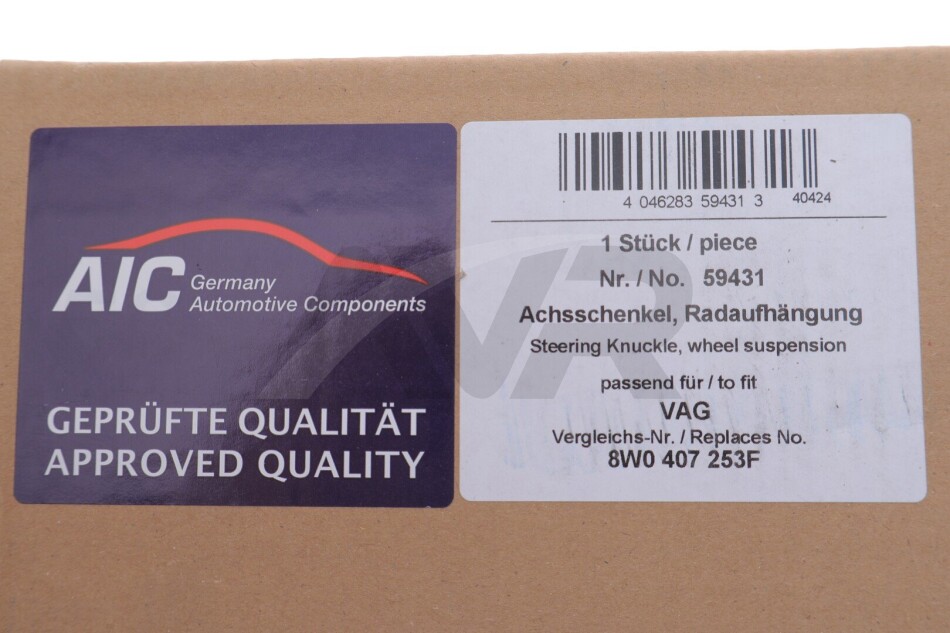 AIC Germany
Automotive Components
GEPRÜFTE QUALITÄT
APPROVED QUALITY
4 046283 59431 3 40424
1 Stück / piece
Nr. / No. 59431
Achsschenkel, Radaufhängung
Steering Knuckle, wheel suspension
passend für / to fit
VAG
Vergleichs-Nr. / Replaces No.
8W0 407 253F
NR